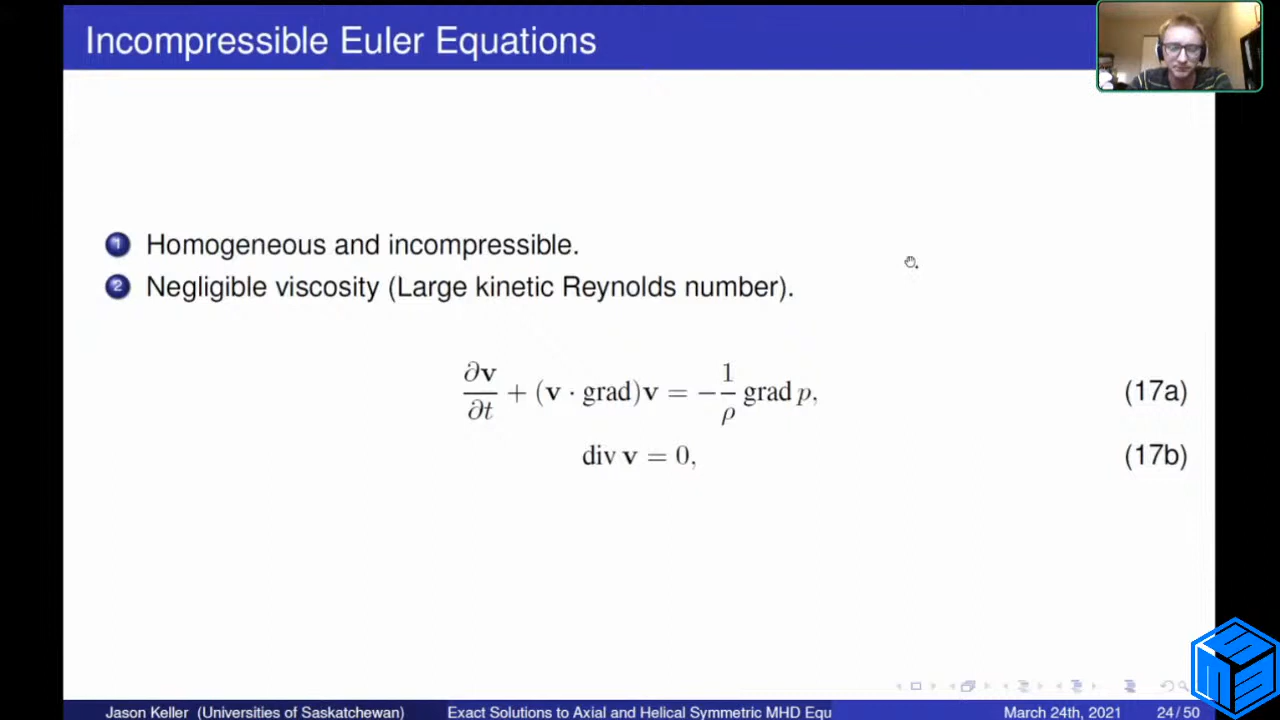 Incompressible Euler Equations
1 Homogeneous and incompressible.
2 Negligible viscosity (Large kinetic Reynolds number).
∂v/∂t + (v · grad)v = −1/ρ grad p, (17a)
div v = 0, (17b)
Jason Keller (Universities of Saskatchewan) Exact Solutions to Axial and Helical Symmetric MHD Equ March 24th, 2021 24 / 50